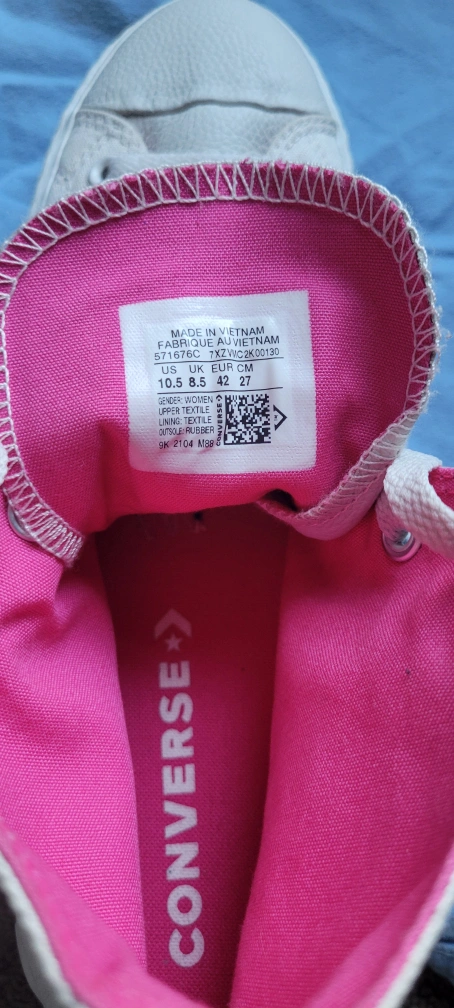 MADE IN VIETNAM
FABRIQUE AU VIETNAM
571676C 7XZVWC2K00130
US UK EUR CM
10.5 8.5 42 27
GENDER: WOMEN
UPPER TEXTILE
LINING: TEXTILE
OUTSOLE: RUBBER
9K 2104 M88
CONVERSE
CONVERSE